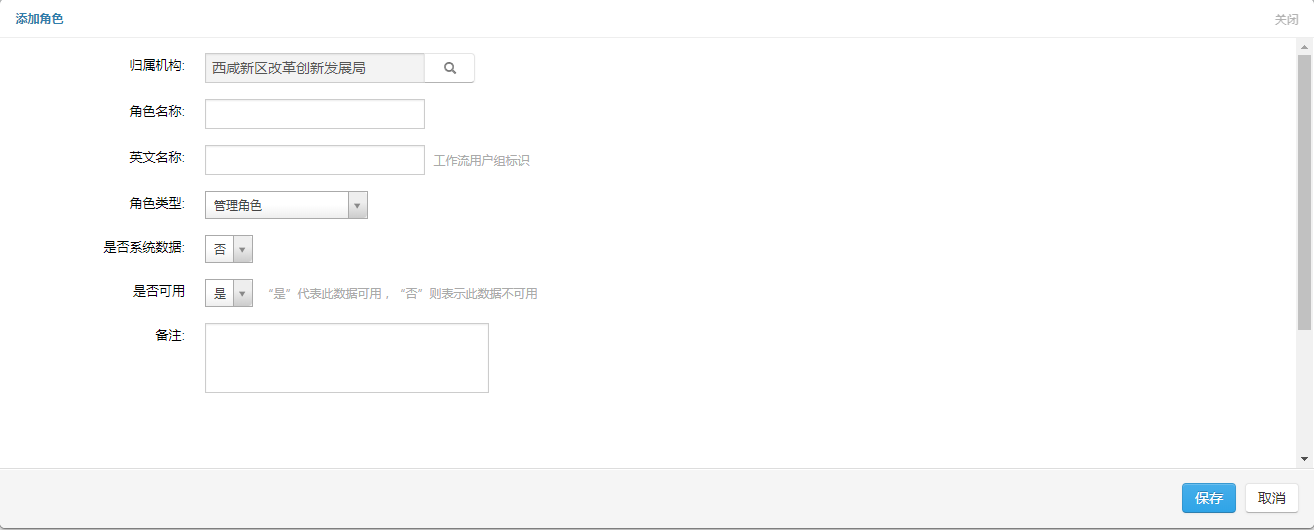 添加角色
关闭
归属机构: 西咸新区改革创新发展局
角色名称:
英文名称: 工作流用户组标识
角色类型: 管理角色
是否系统数据: 否
是否可用 是 “是”代表此数据可用，“否”则表示此数据不可用
备注:
保存 取消